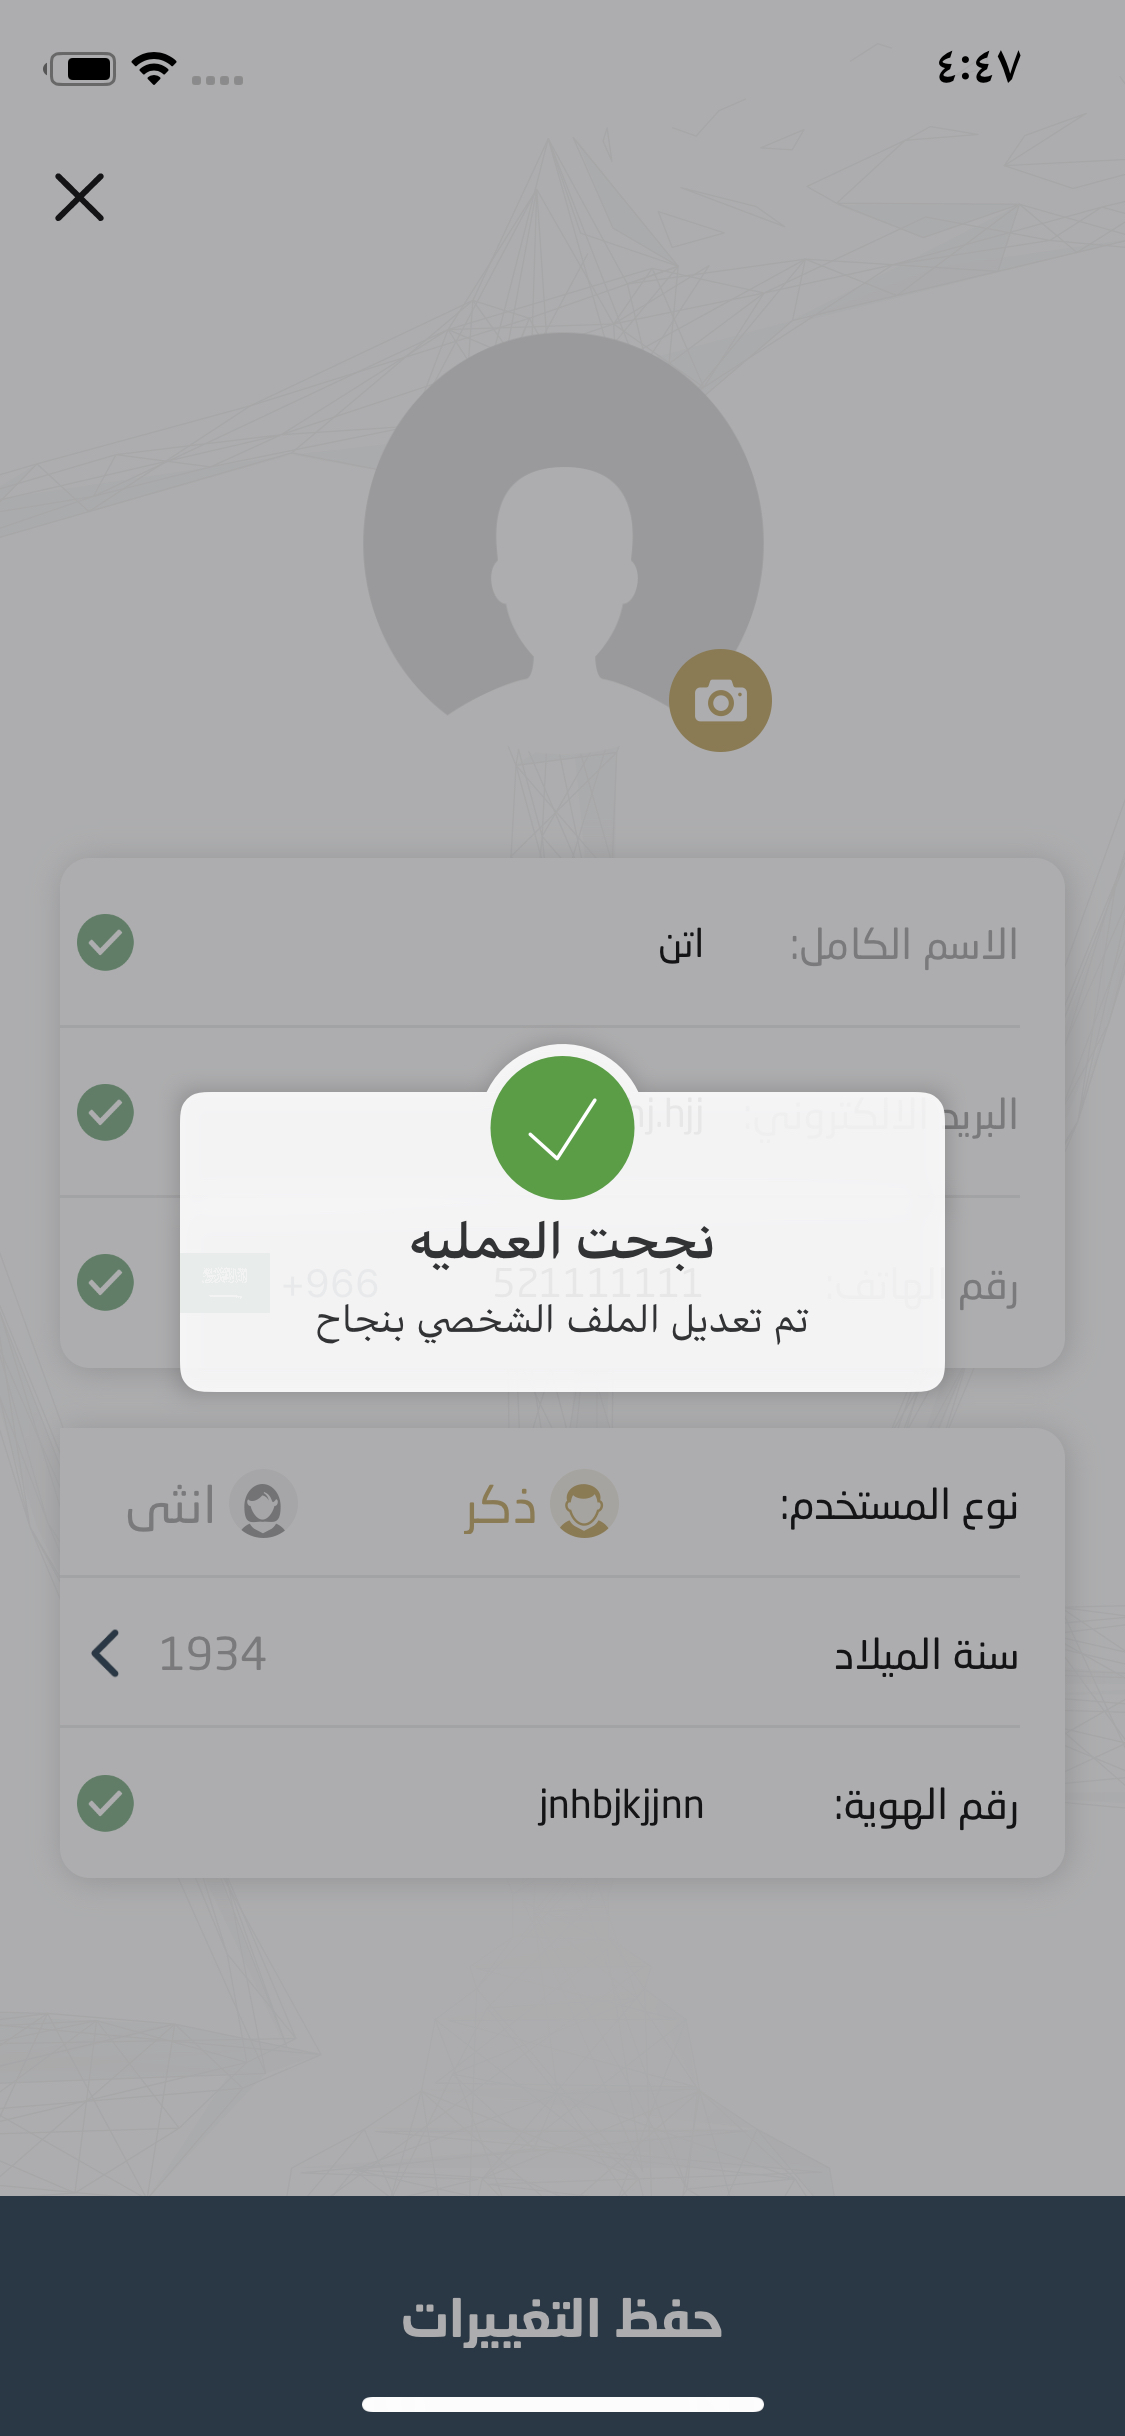 ٤:٤٧
الاسم الكامل: اتن
البريد الالكتروني: nj.hjj
نجحت العمليه
رقم الهاتف: 521111111 +966
تم تعديل الملف الشخصي بنجاح
نوع المستخدم: ذكر انثى
سنة الميلاد 1934
رقم الهوية: jnhbjkjjnn
حفظ التغييرات